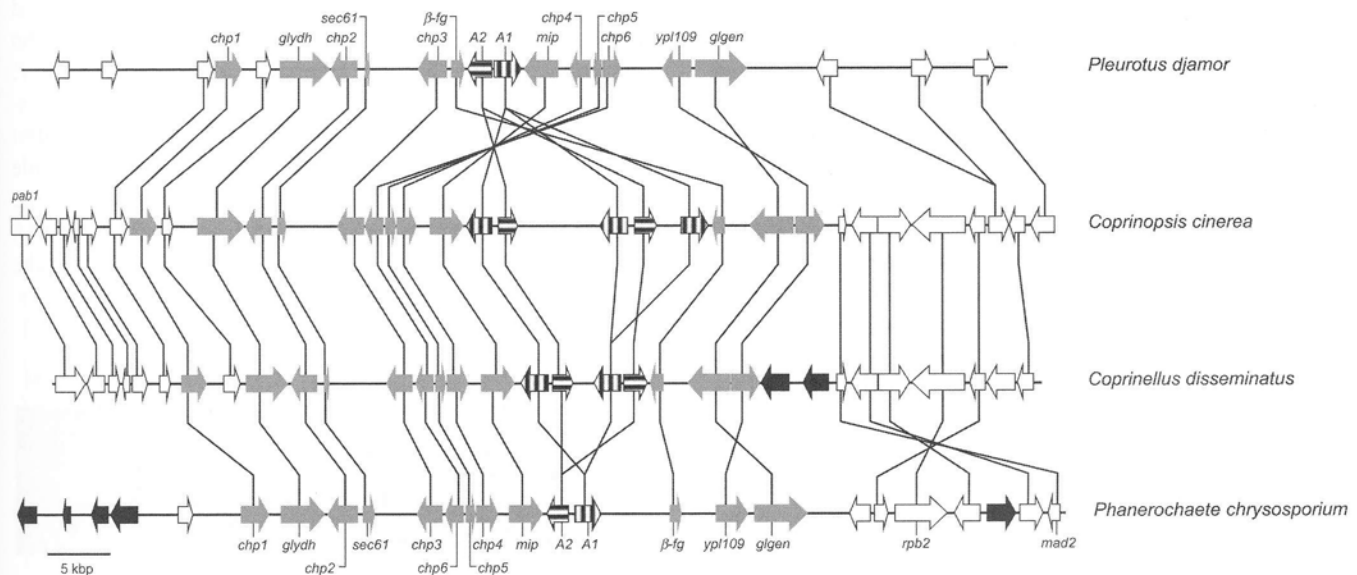 sec61 β-fg chp4 chp5
chp1 glydh chp2 chp3 A2 A1 mip chp6 ypl109 glgen
Pleurotus djamor
pab1
Coprinopsis cinerea
Coprinellus disseminatus
Phanerochaete chrysosporium
chp1 glydh sec61 chp3 chp4 mip A2 A1 β-fg ypl109 glgen rpb2 mad2
chp2 chp6 chp5
5 kbp